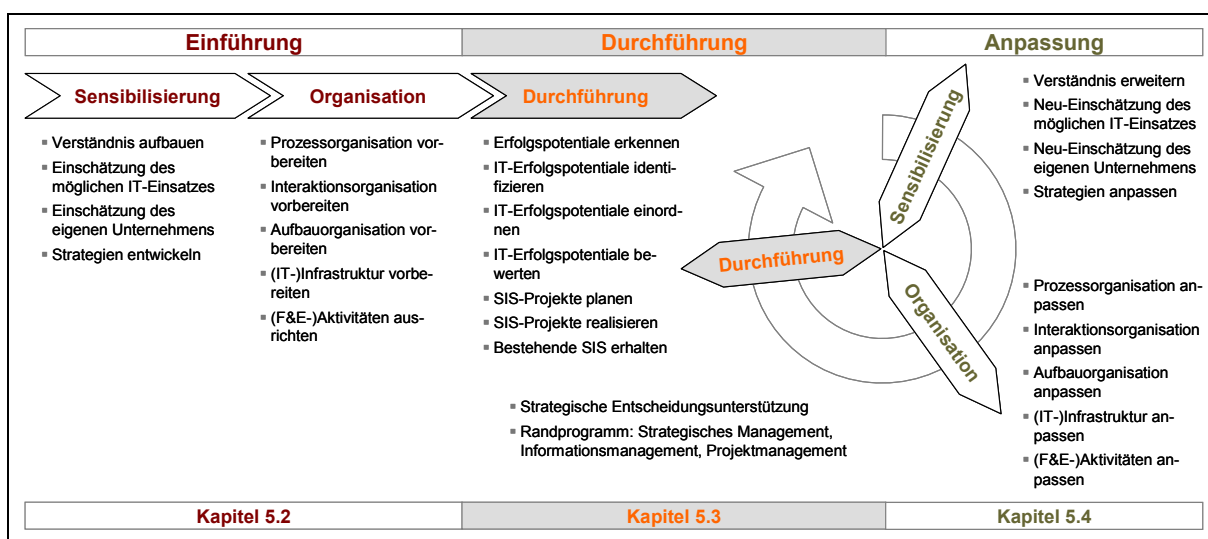 Einführung
Durchführung
Anpassung
Sensibilisierung
Organisation
Durchführung
Verständnis aufbauen
Einschätzung des
möglichen IT-Einsatzes
Einschätzung des
eigenen Unternehmens
Strategien entwickeln
Prozessorganisation vor-
bereiten
Interaktionsorganisation
vorbereiten
Aufbauorganisation vor-
bereiten
(IT-)Infrastruktur vorbe-
reiten
(F&E-)Aktivitäten aus-
richten
Erfolgspotentiale erkennen
IT-Erfolgspotentiale identi-
fizieren
IT-Erfolgspotentiale einord-
nen
IT-Erfolgspotentiale be-
werten
SIS-Projekte planen
SIS-Projekte realisieren
Bestehende SIS erhalten
Strategische Entscheidungsunterstützung
Randprogramm: Strategisches Management,
Informationsmanagement, Projektmanagement
Sensibilisierung
Durchführung
Organisation
Verständnis erweitern
Neu-Einschätzung des
möglichen IT-Einsatzes
Neu-Einschätzung des
eigenen Unternehmens
Strategien anpassen
Prozessorganisation an-
passen
Interaktionsorganisation
anpassen
Aufbauorganisation
anpassen
(IT-)Infrastruktur an-
passen
(F&E-)Aktivitäten an-
passen
Kapitel 5.2
Kapitel 5.3
Kapitel 5.4